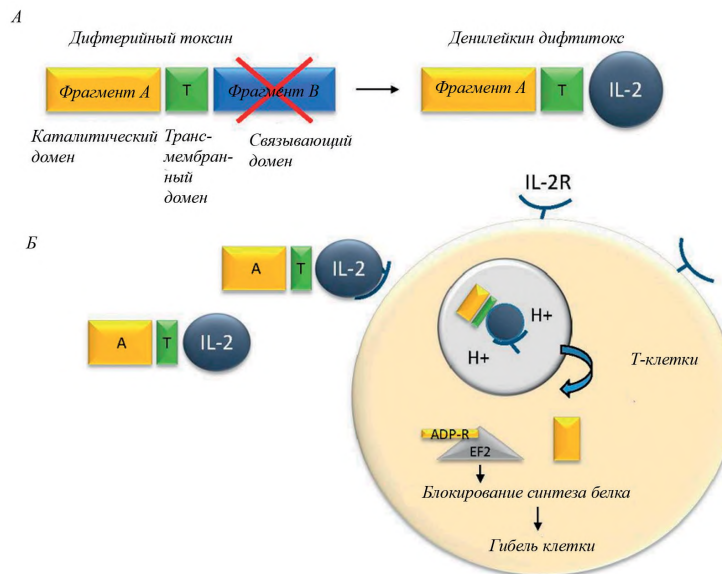 А
Дифтерийный токсин
Денилейкин дифтитокс
Фрагмент А
Т
Фрагмент В
Фрагмент А
Т
IL-2
Каталитический
домен
Транс-
мембран-
ный
домен
Связывающий
домен
IL-2R
Б
A
T
IL-2
A
T
IL-2
H+
H+
Т-клетки
ADP-R
EF2
Блокирование синтеза белка
Гибель клетки